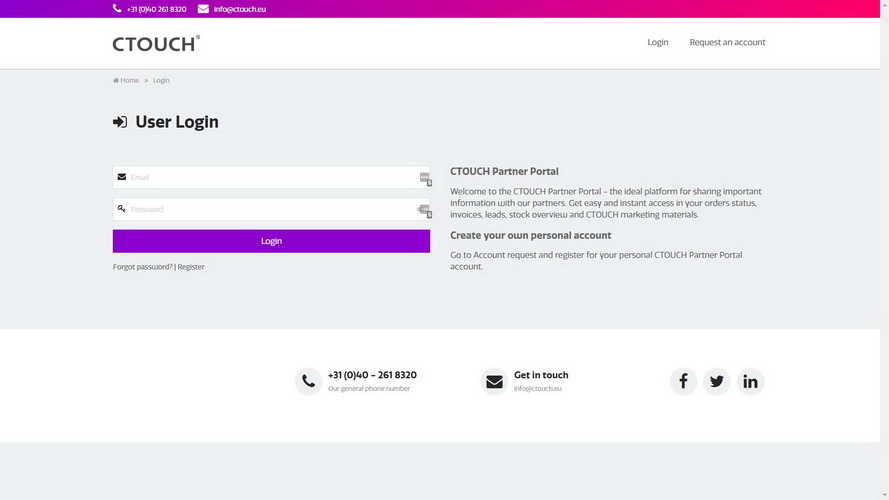 +31 (0)40 261 8320 info@ctouch.eu
CTOUCH®
Login Request an account
Home » Login
User Login
Email
Password
Login
Forgot password? | Register
CTOUCH Partner Portal
Welcome to the CTOUCH Partner Portal - the ideal platform for sharing important
information with our partners. Get easy and instant access in your orders status,
invoices, leads, stock overview and CTOUCH marketing materials.
Create your own personal account
Go to Account request and register for your personal CTOUCH Partner Portal
account.
+31 (0)40 - 261 8320
Our general phone number
Get in touch
info@ctouch.eu